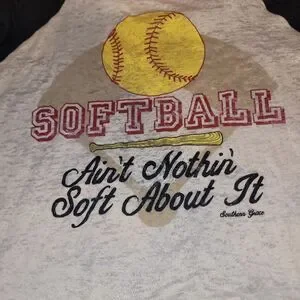 SOFTBALL
Ain't Nothin'
Soft About It
Southern Grace